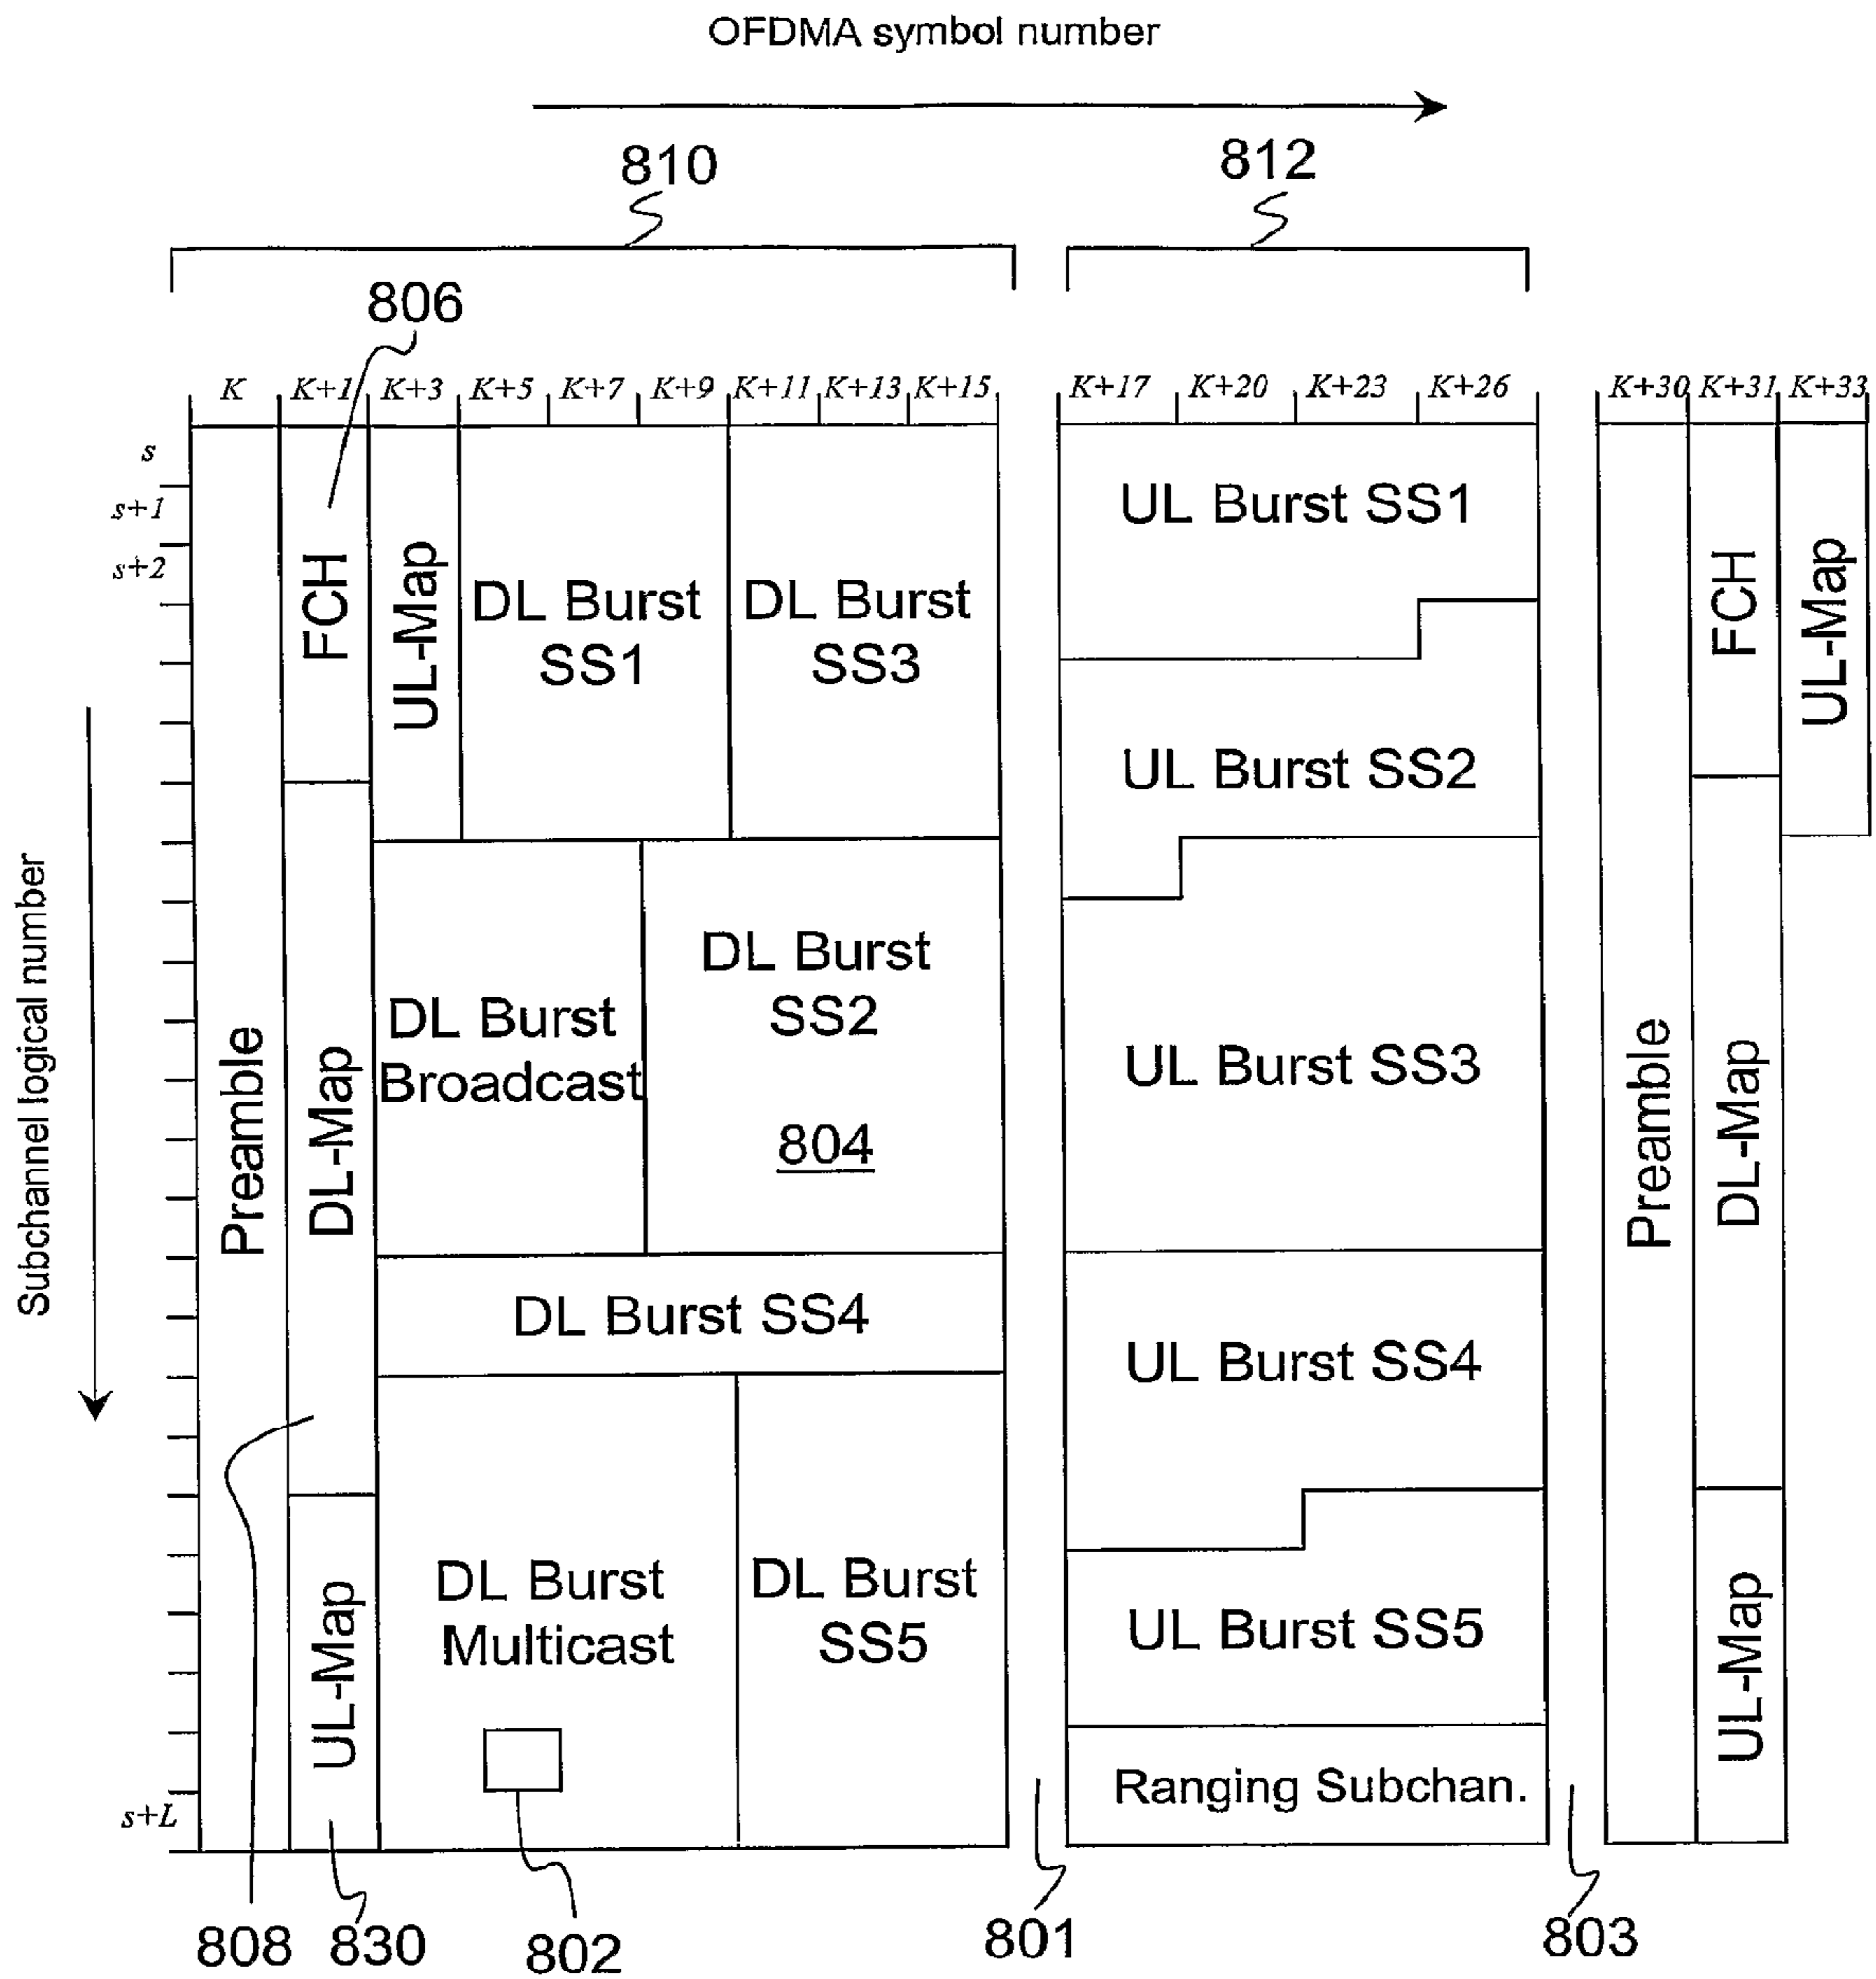 OFDMA symbol number
810
812
806
K K+1 K+3 K+5 K+7 K+9 K+11 K+13 K+15 K+17 K+20 K+23 K+26 K+30 K+31 K+33
s
s+1
s+2
s+L
Subchannel logical number
Preamble
FCH
DL-Map
UL-Map
UL-Map
DL Burst
SS1
DL Burst
SS3
DL Burst
Broadcast
DL Burst
SS2
804
DL Burst SS4
DL Burst
Multicast
DL Burst
SS5
UL Burst SS1
UL Burst SS2
UL Burst SS3
UL Burst SS4
UL Burst SS5
Ranging Subchan.
Preamble
FCH
DL-Map
UL-Map
UL-Map
808
830
802
801
803